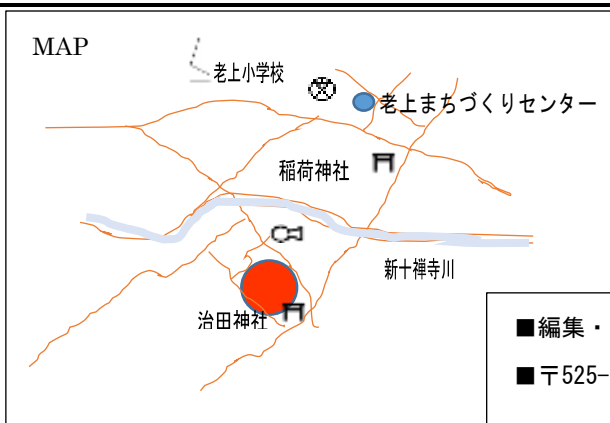 MAP
老上小学校
老上まちづくりセンター
稲荷神社
新十禅寺川
治田神社
■編集・
■〒525-